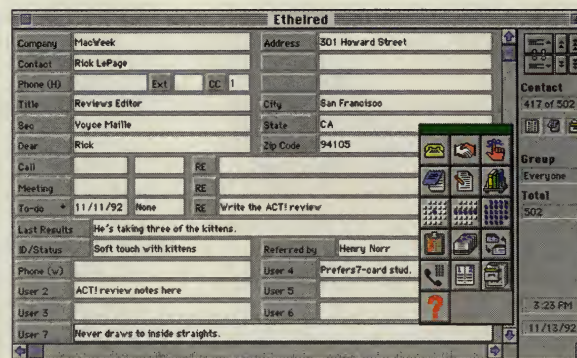 Ethelred
Company MacWeek Address 301 Howard Street
Contact Rick LePage
Phone (H) Ext CC 1
Title Reviews Editor City San Francisco
Sec Voyce Maille State CA
Dear Rick Zip Code 94105
Call RE
Meeting RE
To-do * 11/11/92 None RE Write the ACT! review
Last Results He's taking three of the kittens.
ID/Status Soft touch with kittens Referred by Henry Norr
Phone (w) User 4 Prefers7-card stud.
User 2 ACT! review notes here User 5
User 3 User 6
User 7 Never draws to inside straights.
Contact
417 of 502
Group
Everyone
Total
502
3:23 PM
11/13/92